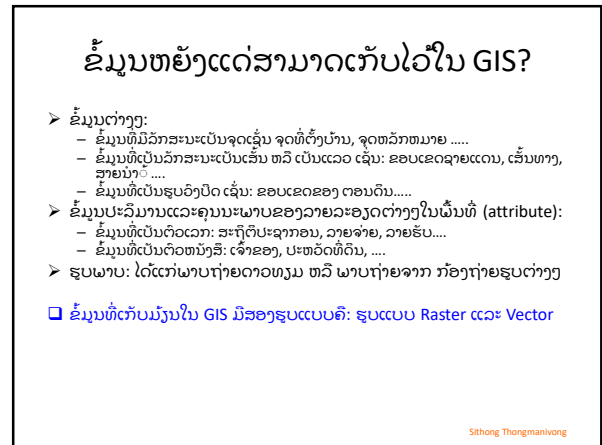 ຂໍ້ມູນຫຍັງແດ່ສາມາດເກັບໄວ້ໃນ GIS?
➢ ຂໍ້ມູນຕ່າງໆ:
– ຂໍ້ມູນທີ່ມີລັກສະນະເປັນຈຸດເຊັ່ນ ຈຸດທີ່ຕັ້ງບ້ານ, ຈຸດຫລັກຫມາຍ .....
– ຂໍ້ມູນທີ່ເປັນລັກສະນະເປັນເສັ້ນ ຫລື ເປັນແລວ ເຊັ່ນ: ຂອບເຂດຊາຍແດນ, ເສັ້ນທາງ,
ສາຍນ່ຳ ....
– ຂໍ້ມູນທີ່ເປັນຮູບວົງປິດ ເຊັ່ນ: ຂອບເຂດຂອງ ຕອນດິນ.....
➢ ຂໍ້ມູນປະລິມານແລະຄຸນນະພາບຂອງລາຍລະອຽດຕ່າງໆໃນພື້ນທີ່ (attribute):
– ຂໍ້ມູນທີ່ເປັນຕົວເລກ: ສະຖິຕິປະຊາກອນ, ລາຍຈ່າຍ, ລາຍຮັບ....
– ຂໍ້ມູນທີ່ເປັນຕົວຫນັງສື: ເຈົ້າຂອງ, ປະຫວັດທີ່ດິນ, ....
➢ ຮູບພາບ: ໄດ້ແກ່ພາບຖ່າຍດາວທຽມ ຫລື ພາບຖ່າຍຈາກ ກ້ອງຖ່າຍຮູບຕ່າງໆ
❑ ຂໍ້ມູນທີ່ເກັບມ້ຽນໃນ GIS ມີສອງຮູບແບບຄື: ຮູບແບບ Raster ແລະ Vector
Sithong Thongmanivong